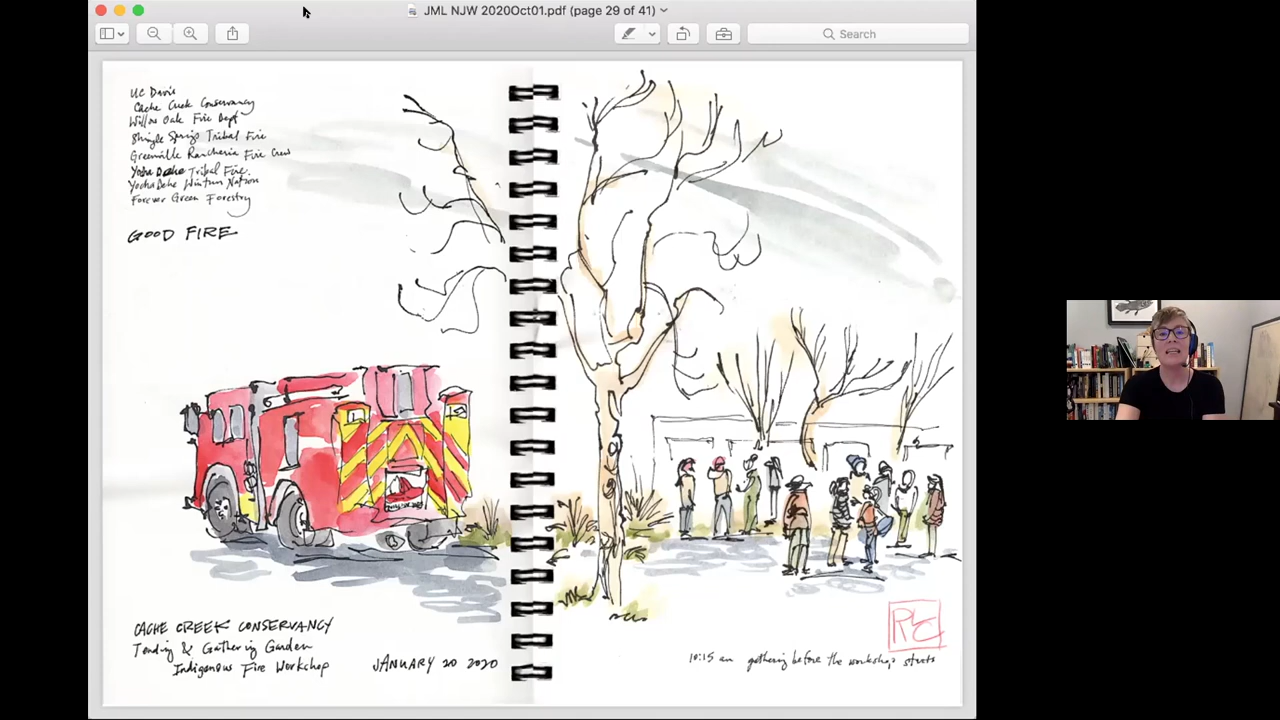 JML NJW 2020Oct01.pdf (page 29 of 41)
Search
UC Davis
Cache Creek Conservancy
Willow Oak Fire Dept
Shingle Springs Tribal Fire
Greenville Rancheria Fire Crew
Yocha Dehe Tribal Fire.
Yocha Dehe Wintun Nation
Forever Green Forestry
GOOD FIRE
CACHE CREEK CONSERVANCY
Tending & Gathering Garden
Indigenous Fire Workshop
JANUARY 20 2020
10:15 am gathering before the workshop starts